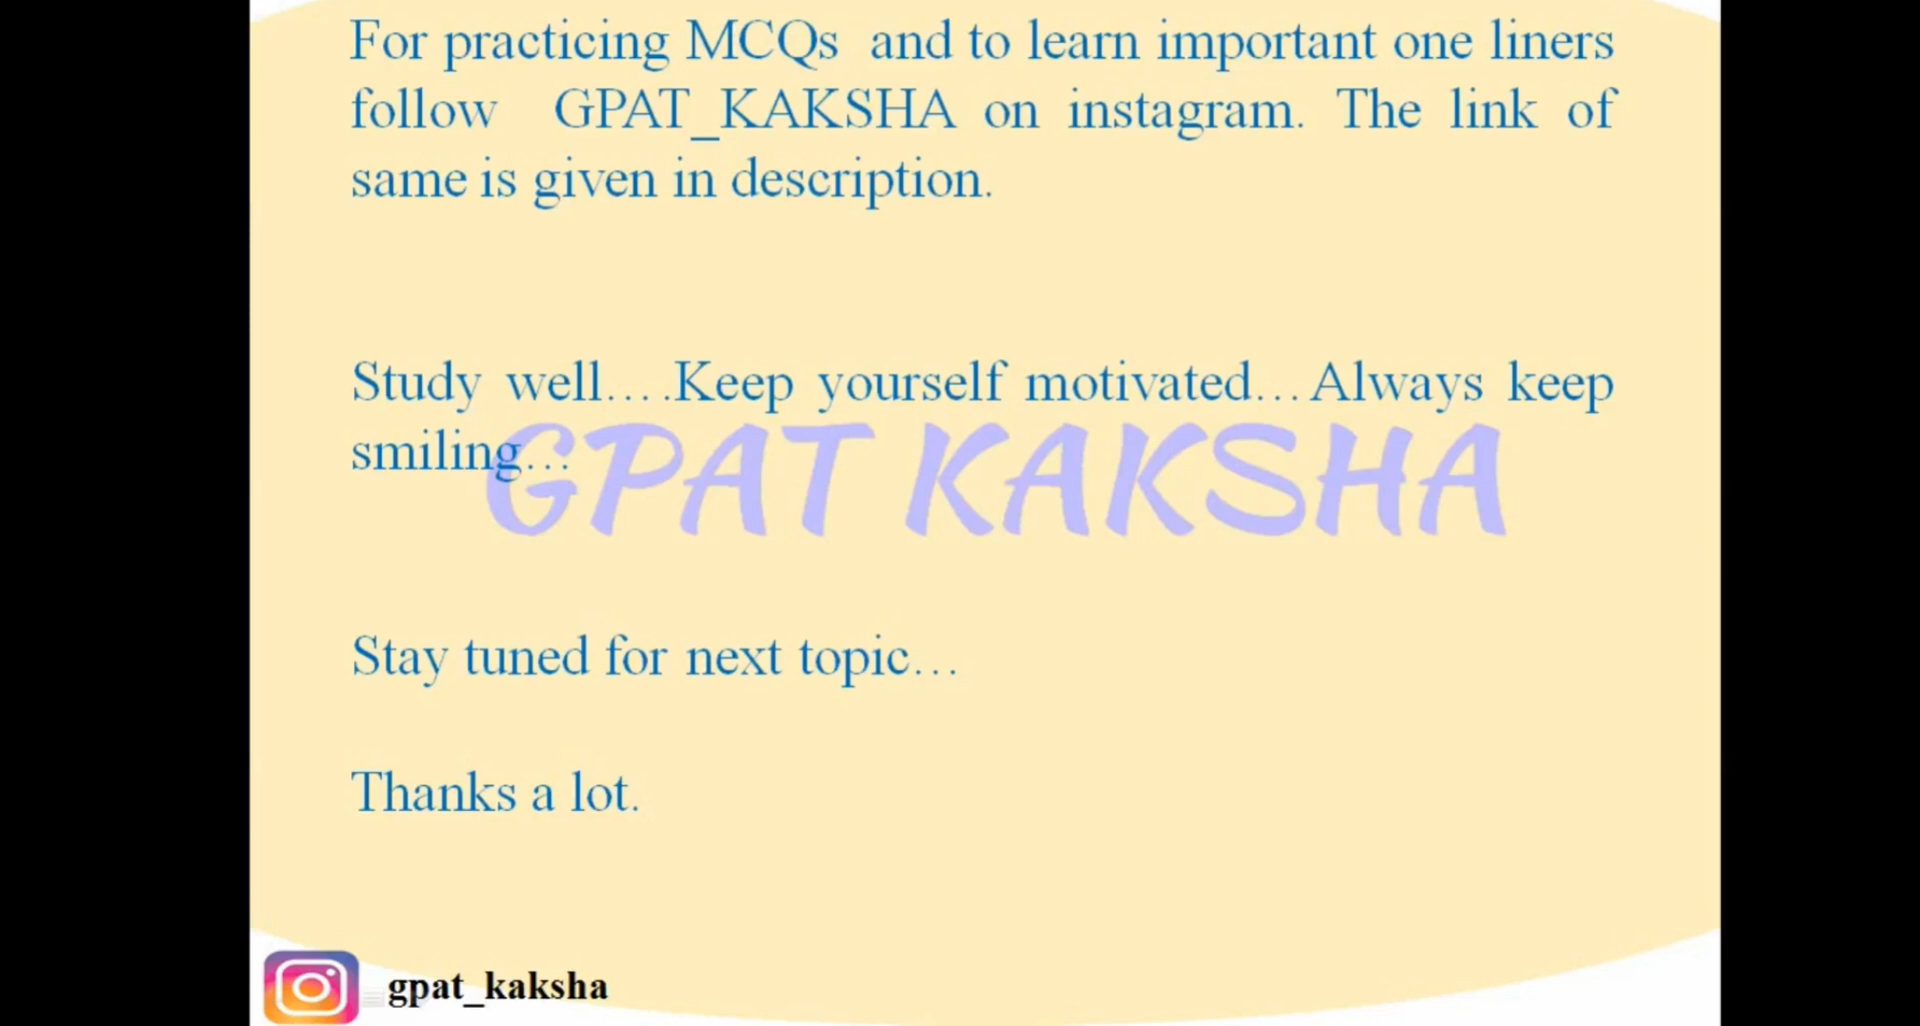 For practicing MCQs and to learn important one liners
follow GPAT_KAKSHA on instagram. The link of
same is given in description.
Study well....Keep yourself motivated...Always keep
smiling...
GPAT KAKSHA
Stay tuned for next topic...
Thanks a lot.
gpat_kaksha